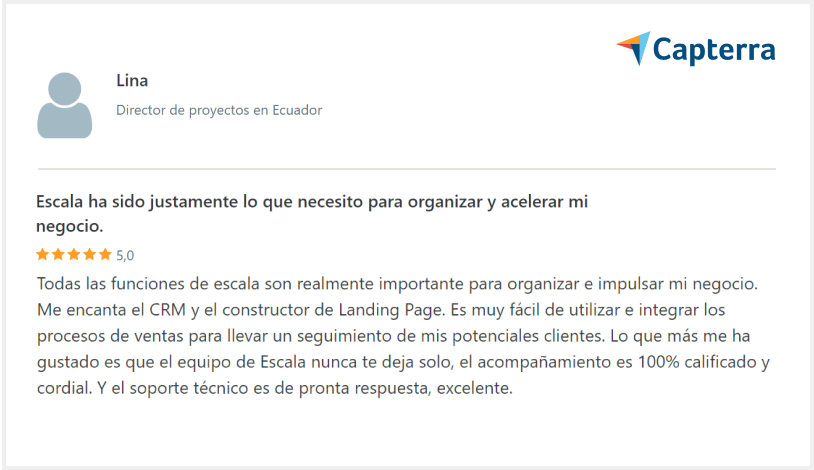 Capterra
Lina
Director de proyectos en Ecuador
Escala ha sido justamente lo que necesito para organizar y acelerar mi
negocio.
5,0
Todas las funciones de escala son realmente importante para organizar e impulsar mi negocio.
Me encanta el CRM y el constructor de Landing Page. Es muy fácil de utilizar e integrar los
procesos de ventas para llevar un seguimiento de mis potenciales clientes. Lo que más me ha
gustado es que el equipo de Escala nunca te deja solo, el acompañamiento es 100% calificado y
cordial. Y el soporte técnico es de pronta respuesta, excelente.